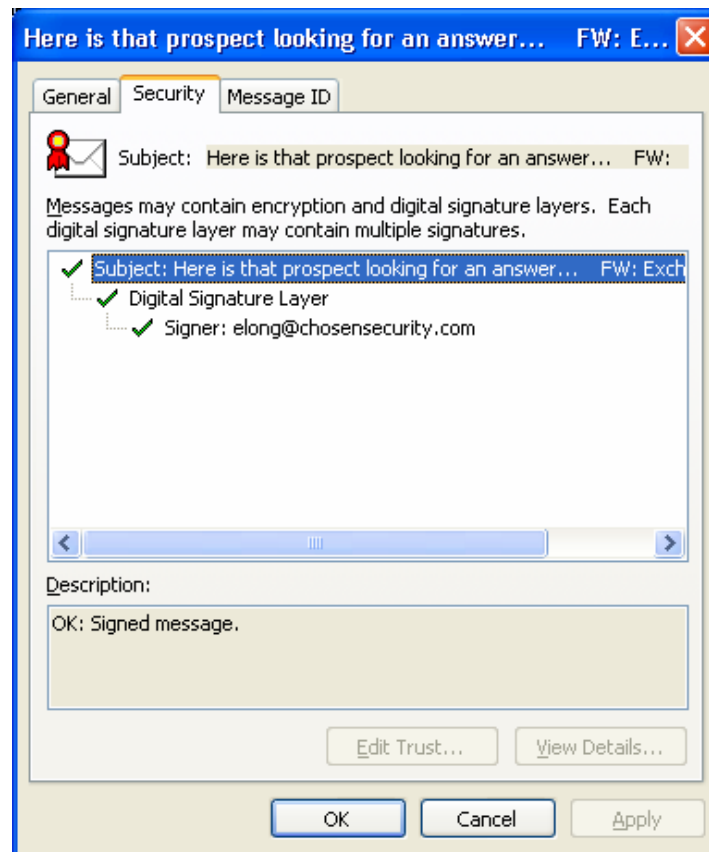 Here is that prospect looking for an answer... FW: E...
General Security Message ID
Subject: Here is that prospect looking for an answer... FW:
Messages may contain encryption and digital signature layers. Each
digital signature layer may contain multiple signatures.
Subject: Here is that prospect looking for an answer... FW: Exch
Digital Signature Layer
Signer: elong@chosensecurity.com
Description:
OK: Signed message.
Edit Trust... View Details...
OK Cancel Apply